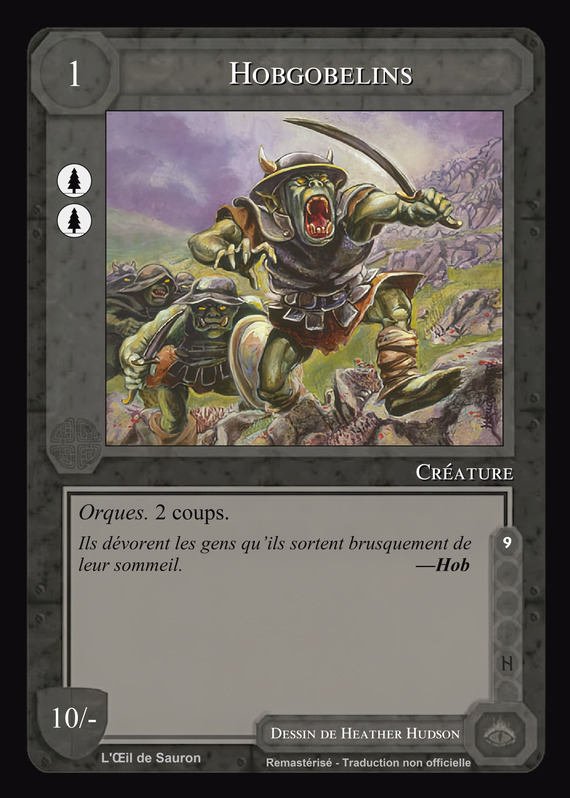 1
Hobgobelins
Créature
Orques. 2 coups.
Ils dévorent les gens qu'ils sortent brusquement de
leur sommeil. —Hob
9
10/-
Dessin de Heather Hudson
L'Œil de Sauron
Remastérisé - Traduction non officielle